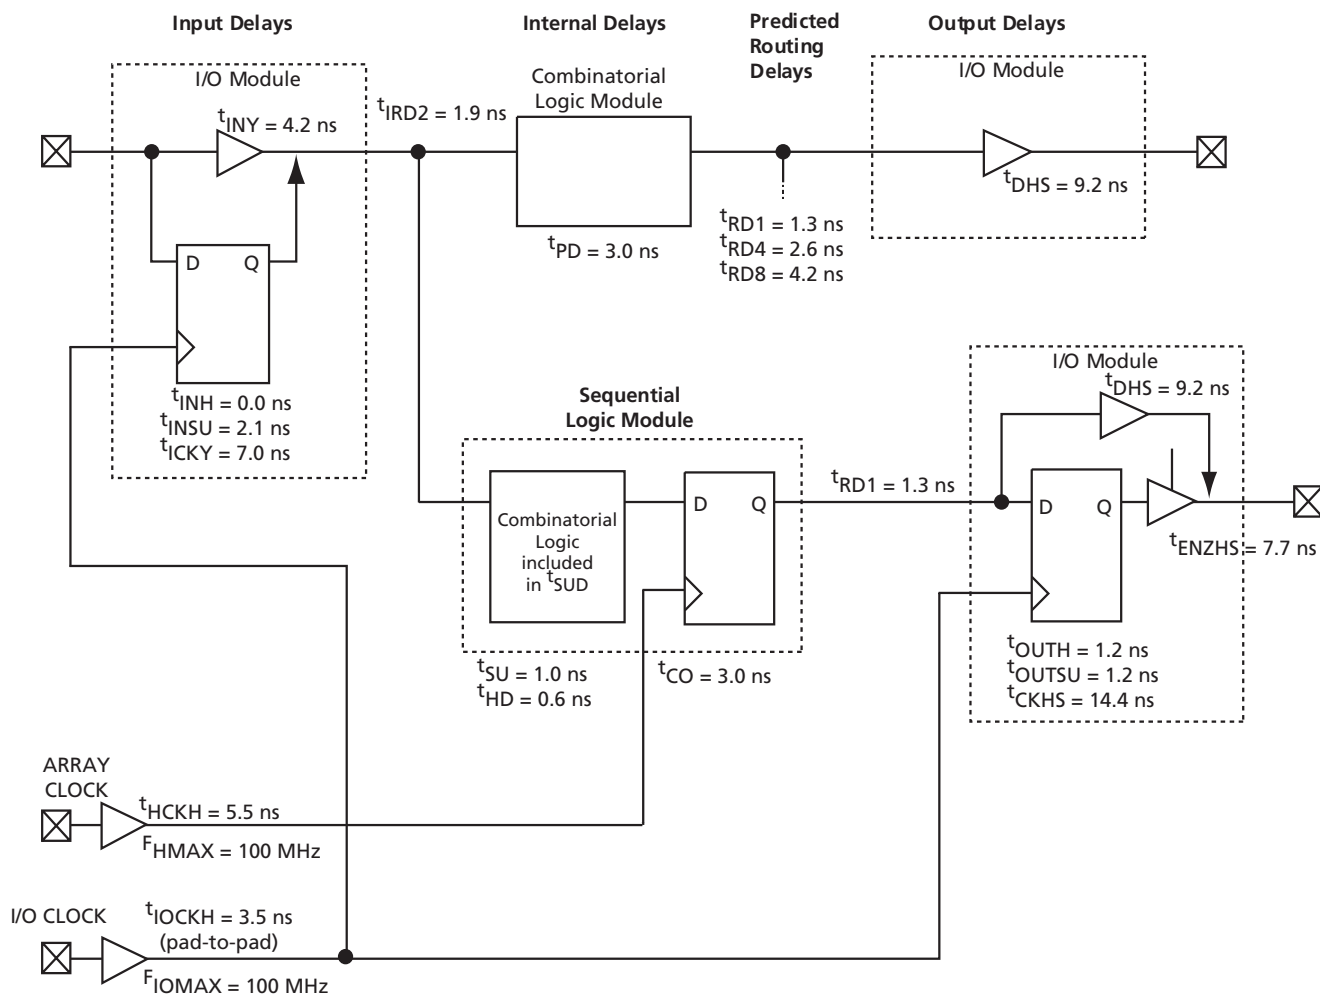 Input Delays
Internal Delays
Predicted
Routing
Delays
Output Delays
I/O Module
tINY = 4.2 ns
tIRD2 = 1.9 ns
Combinatorial
Logic Module
tPD = 3.0 ns
tRD1 = 1.3 ns
tRD4 = 2.6 ns
tRD8 = 4.2 ns
I/O Module
tDHS = 9.2 ns
D Q
tINH = 0.0 ns
tINSU = 2.1 ns
tICKY = 7.0 ns
Sequential
Logic Module
Combinatorial
Logic
included
in tSUD
D Q
tSU = 1.0 ns
tHD = 0.6 ns
tCO = 3.0 ns
tRD1 = 1.3 ns
I/O Module
tDHS = 9.2 ns
D Q
tENZHS = 7.7 ns
tOUTH = 1.2 ns
tOUTSU = 1.2 ns
tCKHS = 14.4 ns
ARRAY
CLOCK
tHCKH = 5.5 ns
FHMAX = 100 MHz
I/O CLOCK
tIOCKH = 3.5 ns
(pad-to-pad)
FIOMAX = 100 MHz